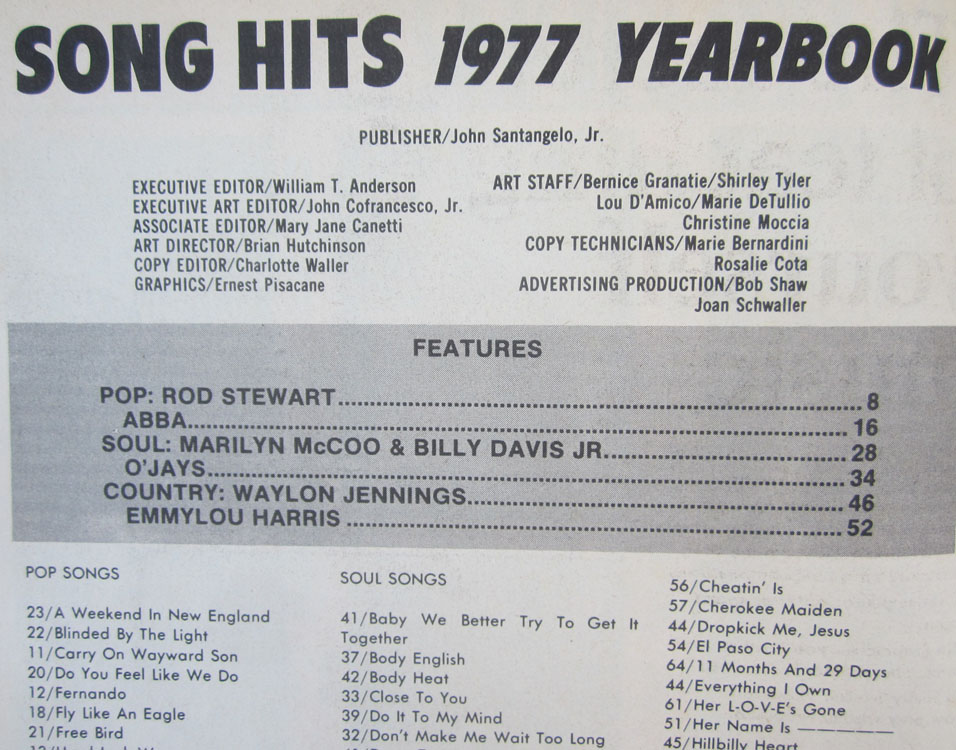 SONG HITS 1977 YEARBOOK
PUBLISHER/John Santangelo, Jr.
EXECUTIVE EDITOR/William T. Anderson
EXECUTIVE ART EDITOR/John Cofrancesco, Jr.
ASSOCIATE EDITOR/Mary Jane Canetti
ART DIRECTOR/Brian Hutchinson
COPY EDITOR/Charlotte Waller
GRAPHICS/Ernest Pisacane
ART STAFF/Bernice Granatie/Shirley Tyler
Lou D'Amico/Marie DeTullio
Christine Moccia
COPY TECHNICIANS/Marie Bernardini
Rosalie Cota
ADVERTISING PRODUCTION/Bob Shaw
Joan Schwaller
FEATURES
POP: ROD STEWART 8
ABBA 16
SOUL: MARILYN McCOO & BILLY DAVIS JR. 28
O'JAYS 34
COUNTRY: WAYLON JENNINGS 46
EMMYLOU HARRIS 52
POP SONGS
23/A Weekend In New England
22/Blinded By The Light
11/Carry On Wayward Son
20/Do You Feel Like We Do
12/Fernando
18/Fly Like An Eagle
21/Free Bird
SOUL SONGS
41/Baby We Better Try To Get It
Together
37/Body English
42/Body Heat
33/Close To You
39/Do It To My Mind
32/Don't Make Me Wait Too Long
56/Cheatin' Is
57/Cherokee Maiden
44/Dropkick Me, Jesus
54/El Paso City
64/11 Months And 29 Days
44/Everything I Own
61/Her L-O-V-E's Gone
51/Her Name Is —————
45/Hillbilly Heart